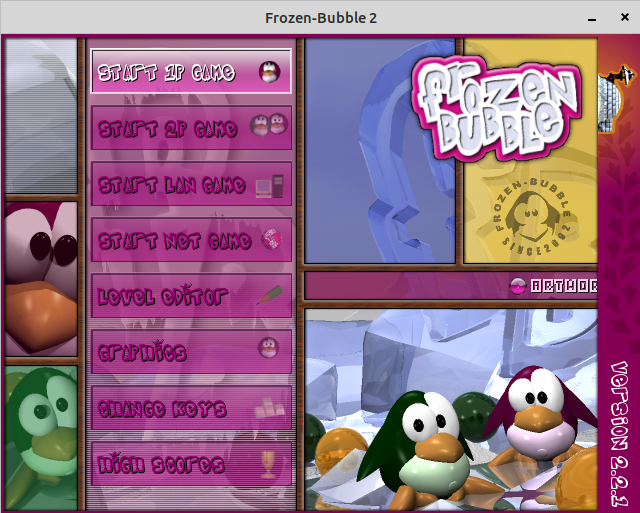 Frozen-Bubble 2
START 1P GAME
START 2P GAME
START LAN GAME
START NET GAME
LEVEL EDITOR
GRAPHICS
CHANGE KEYS
HIGH SCORES
FROZEN
BUBBLE
FROZEN-BUBBLE
SINCE 2002
VERSION 2.2.1